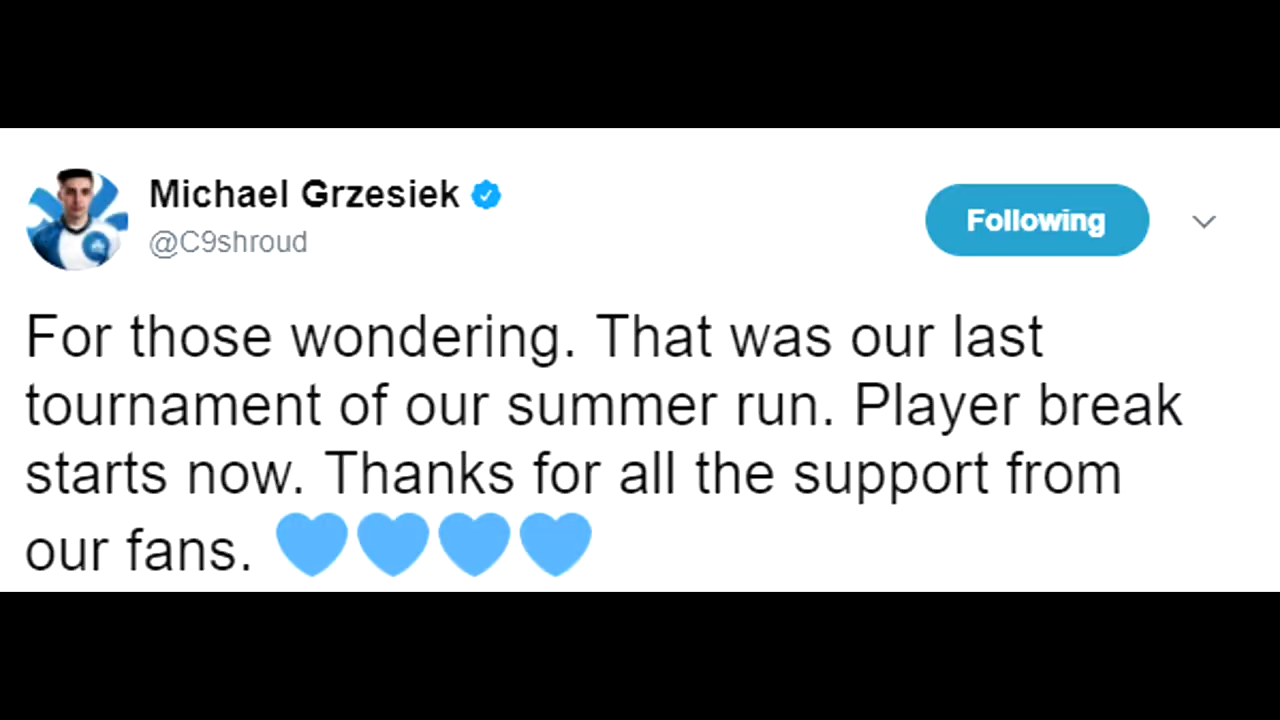 Michael Grzesiek
@C9shroud
Following
For those wondering. That was our last
tournament of our summer run. Player break
starts now. Thanks for all the support from
our fans. 💙💙💙💙